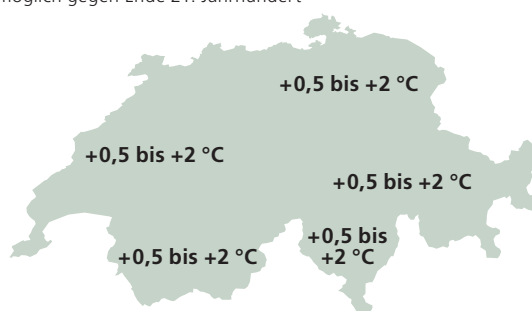 möglich gegen Ende 21. Jahrhundert
+0,5 bis +2 °C
+0,5 bis +2 °C
+0,5 bis +2 °C
+0,5 bis
+2 °C
+0,5 bis +2 °C